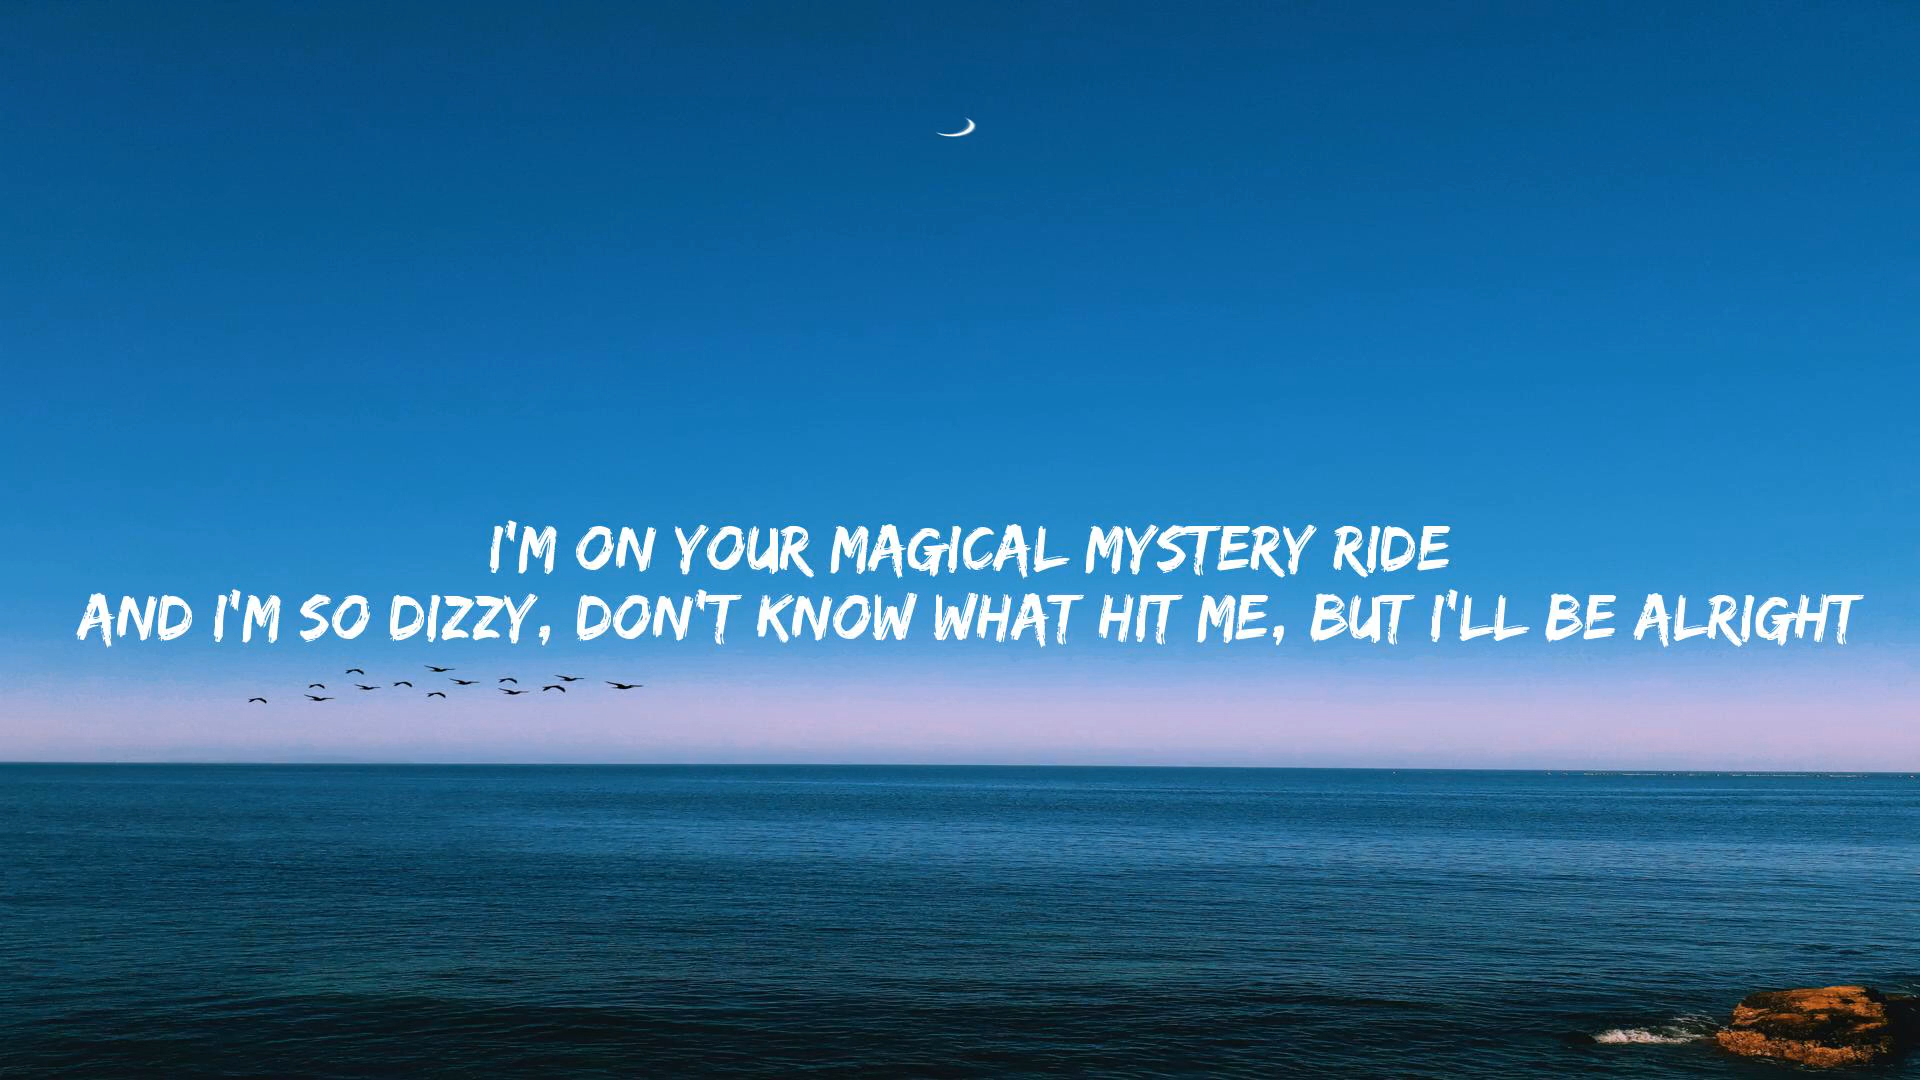 I'M ON YOUR MAGICAL MYSTERY RIDE
AND I'M SO DIZZY, DON'T KNOW WHAT HIT ME, BUT I'LL BE ALRIGHT